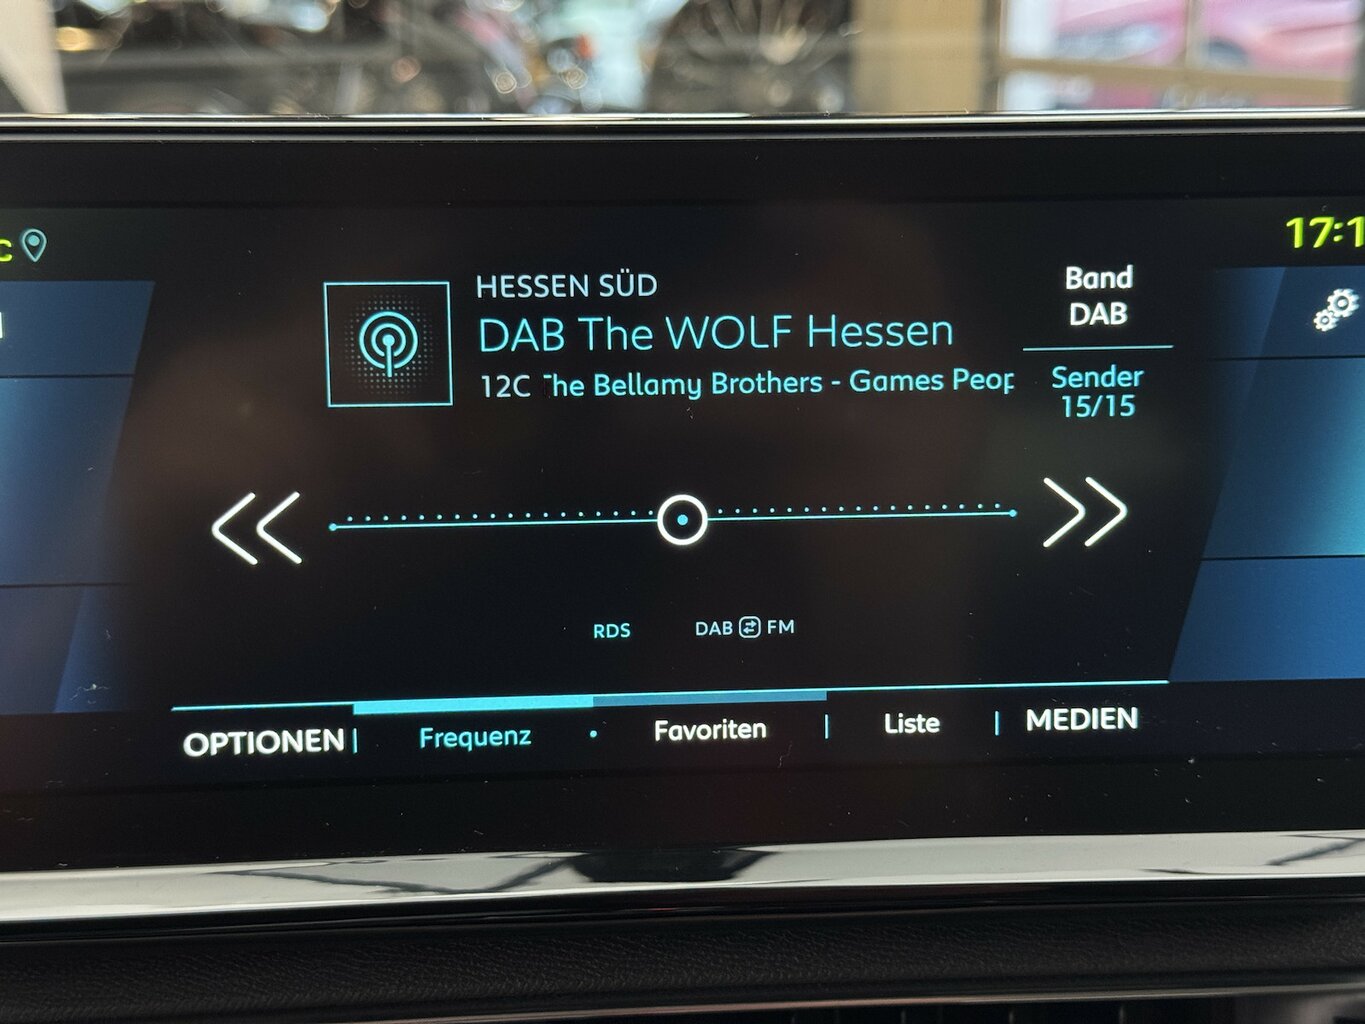 C
17:1
HESSEN SÜD
DAB The WOLF Hessen
12C he Bellamy Brothers - Games Peop
Band
DAB
Sender
15/15
RDS
DAB FM
OPTIONEN | Frequenz • Favoriten | Liste | MEDIEN